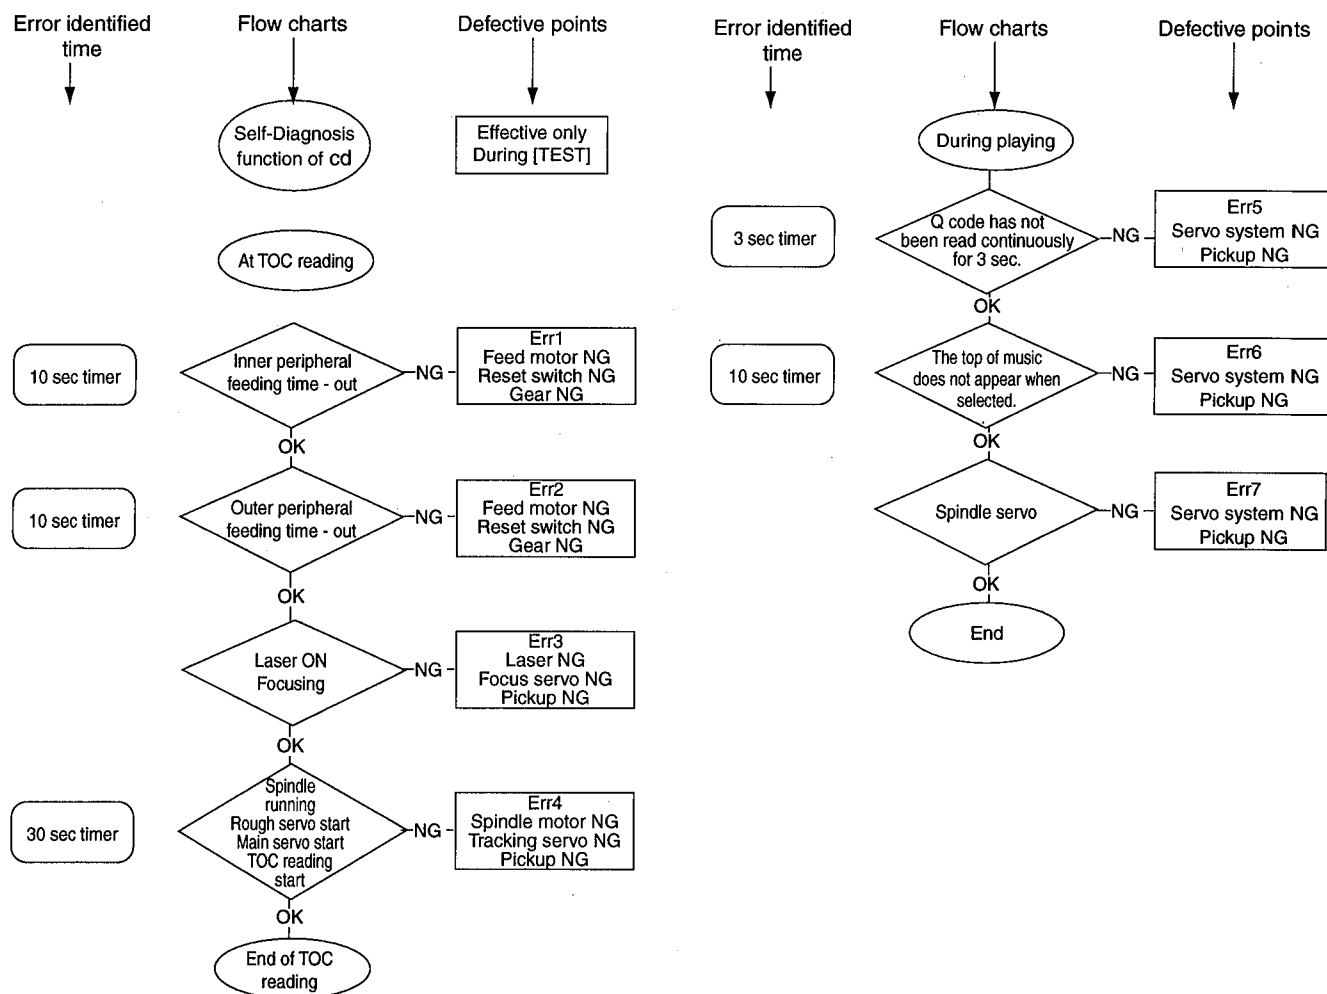 Error identified
time
Flow charts
Defective points
Self-Diagnosis
function of cd
Effective only
During [TEST]
At TOC reading
10 sec timer
Inner peripheral
feeding time - out
NG
Err1
Feed motor NG
Reset switch NG
Gear NG
OK
10 sec timer
Outer peripheral
feeding time - out
NG
Err2
Feed motor NG
Reset switch NG
Gear NG
OK
Laser ON
Focusing
NG
Err3
Laser NG
Focus servo NG
Pickup NG
OK
30 sec timer
Spindle
running
Rough servo start
Main servo start
TOC reading
start
NG
Err4
Spindle motor NG
Tracking servo NG
Pickup NG
OK
End of TOC
reading
Error identified
time
Flow charts
Defective points
During playing
3 sec timer
Q code has not
been read continuously
for 3 sec.
NG
Err5
Servo system NG
Pickup NG
OK
10 sec timer
The top of music
does not appear when
selected.
NG
Err6
Servo system NG
Pickup NG
OK
Spindle servo
NG
Err7
Servo system NG
Pickup NG
OK
End